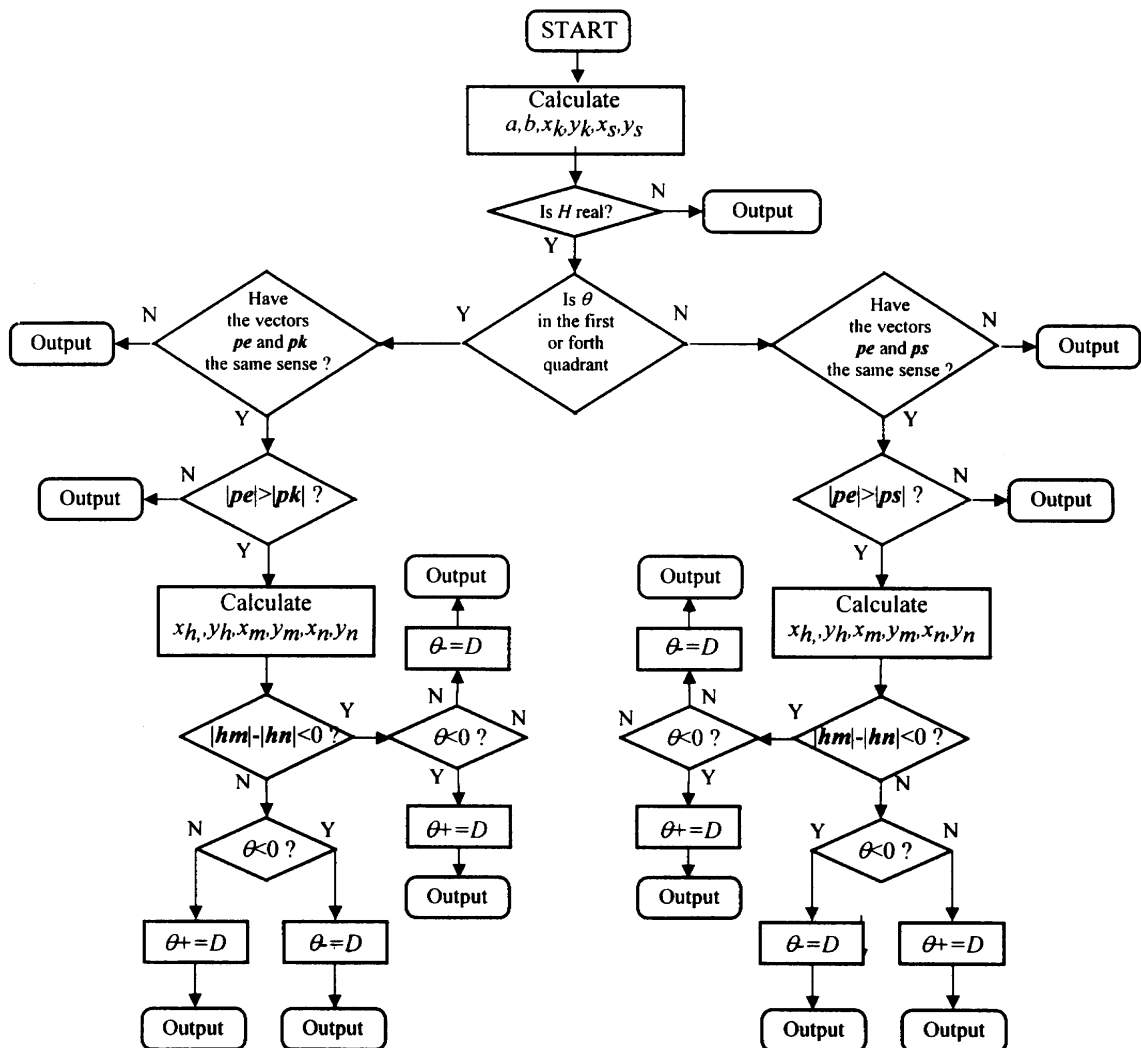 START
Calculate
a,b,xk,yk,xs,ys
Is H real?
N
Output
Y
Have
the vectors
pe and pk
the same sense ?
N
Output
Y
Y
Is θ
in the first
or forth
quadrant
N
Have
the vectors
pe and ps
the same sense ?
N
Output
Y
|pe|>|pk| ?
N
Output
Y
|pe|>|ps| ?
N
Output
Y
Calculate
xh,,yh,xm,ym,xn,yn
Output
θ-=D
N
N
|hm|-|hn|<0 ?
Y
θ<0 ?
Y
θ+=D
Output
N
N
θ<0 ?
Y
θ+=D
Output
θ-=D
Output
Calculate
xh,,yh,xm,ym,xn,yn
Output
θ-=D
N
N
θ<0 ?
Y
|hm|-|hn|<0 ?
Y
θ+=D
Output
N
Y
θ<0 ?
N
θ-=D
Output
θ+=D
Output